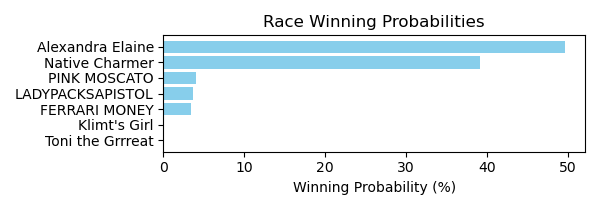 Race Winning Probabilities
Alexandra Elaine
Native Charmer
PINK MOSCATO
LADYPACKSAPISTOL
FERRARI MONEY
Klimt's Girl
Toni the Grrreat
0 10 20 30 40 50
Winning Probability (%)